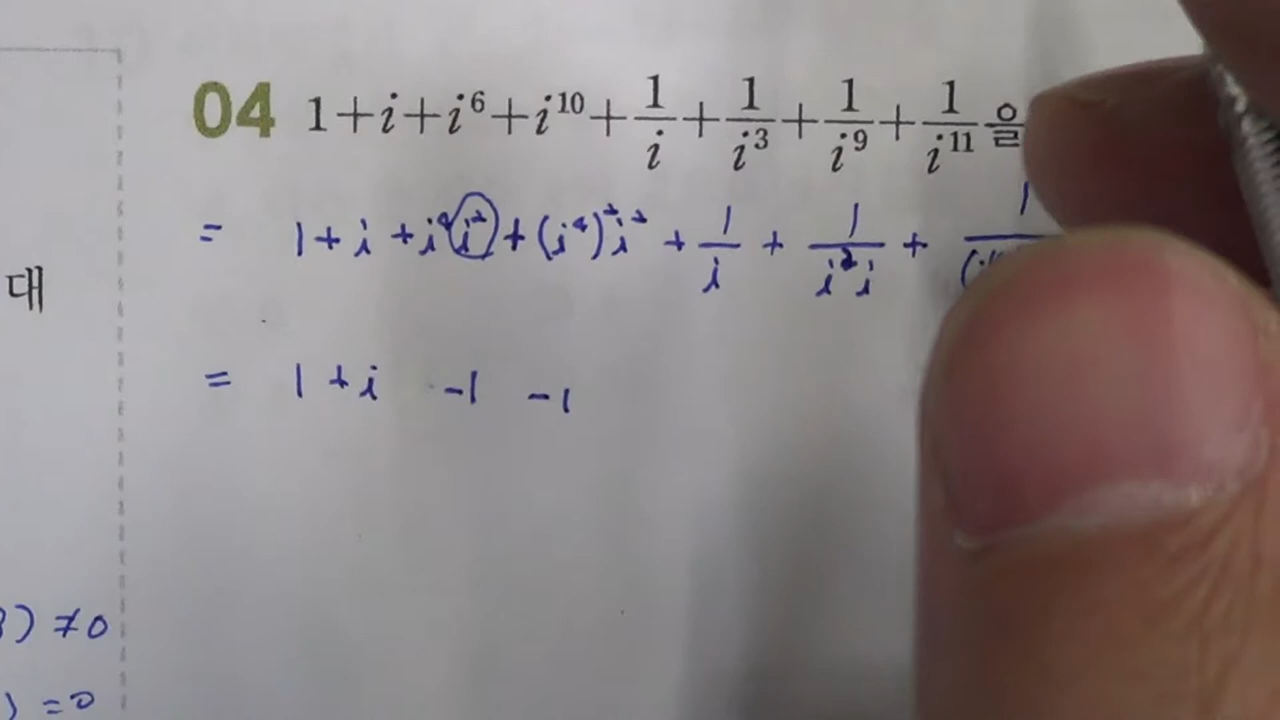 04 1+i+i⁶+i¹⁰+1/i+1/i³+1/i⁹+1/i¹¹을
= 1+i+i⁴i²+(i⁴)²i²+1/i+1/i²i+1/
= 1+i -1 -1
대
) ≠0
) =0